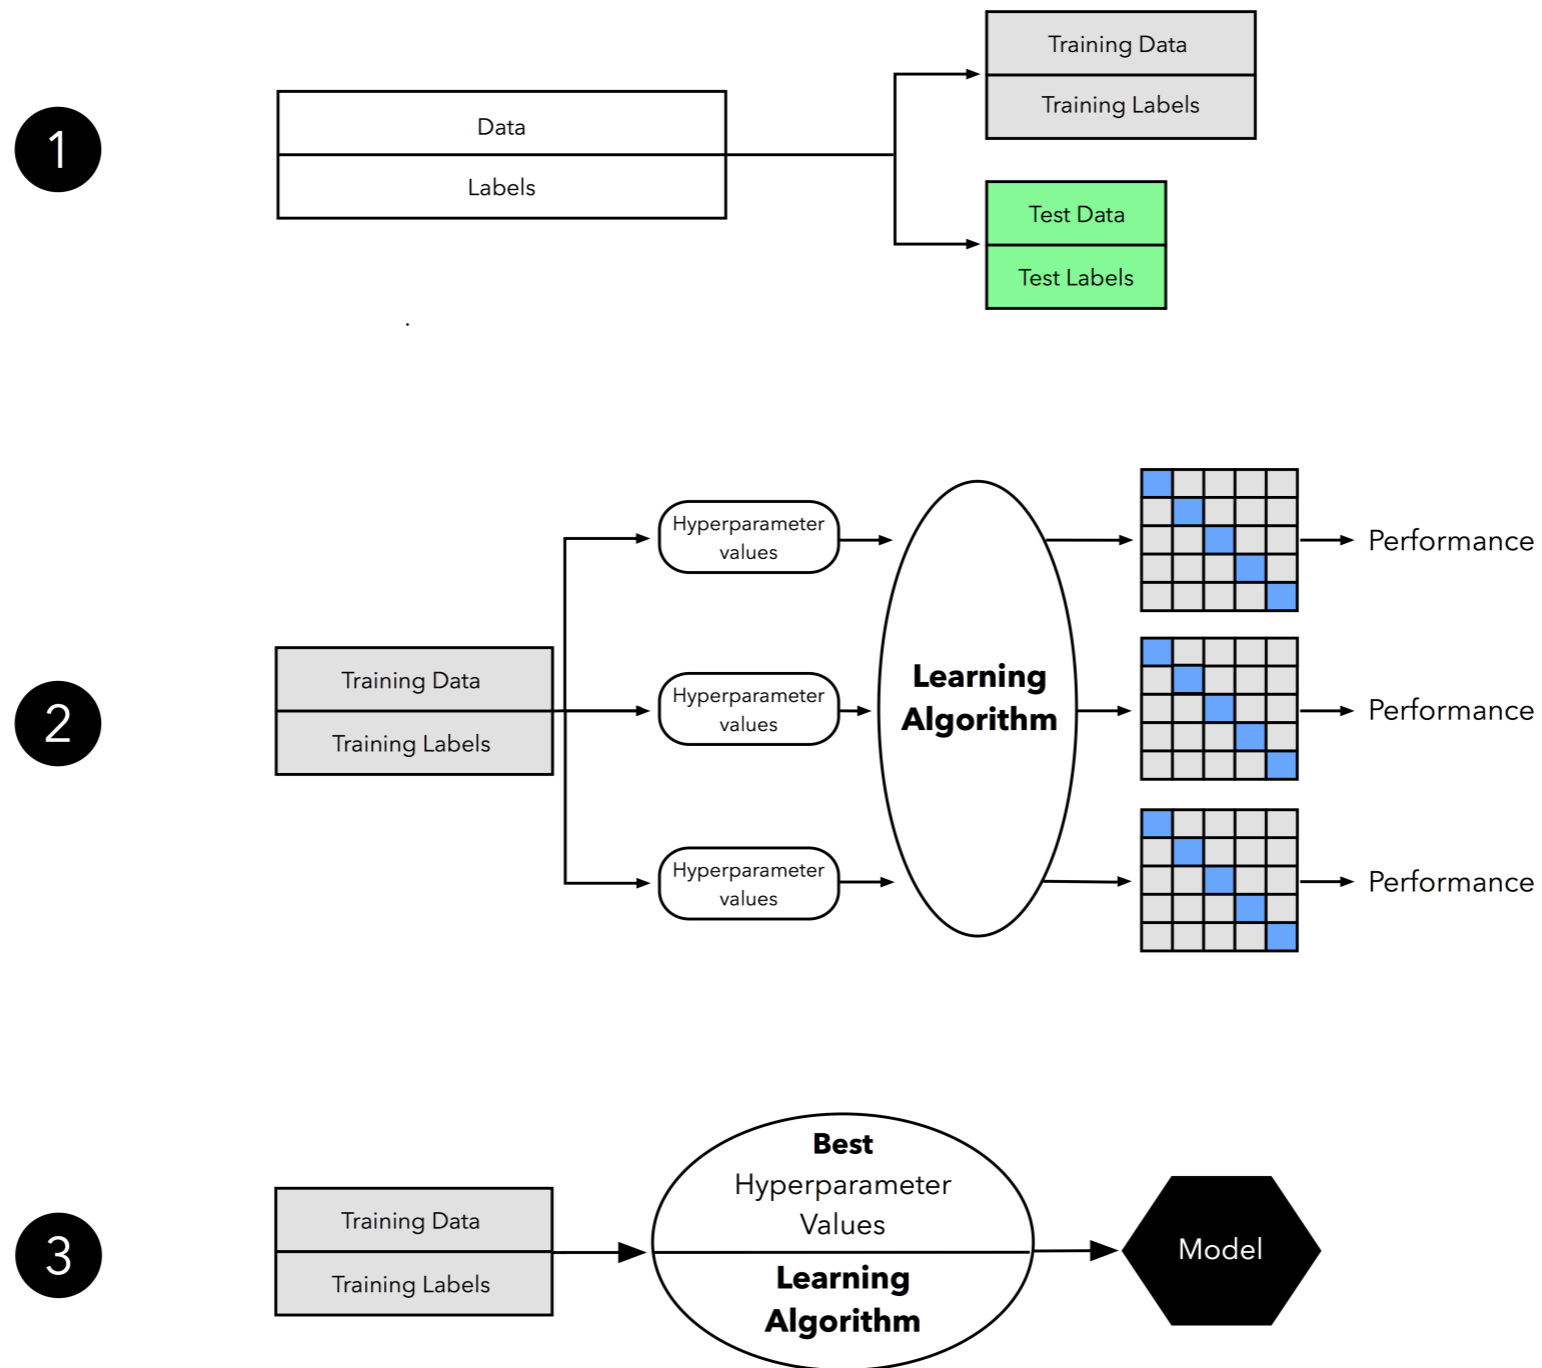 1
Data
Labels
Training Data
Training Labels
Test Data
Test Labels
.
2
Training Data
Training Labels
Hyperparameter
values
Hyperparameter
values
Hyperparameter
values
Learning
Algorithm
Performance
Performance
Performance
3
Training Data
Training Labels
Best
Hyperparameter
Values
Learning
Algorithm
Model